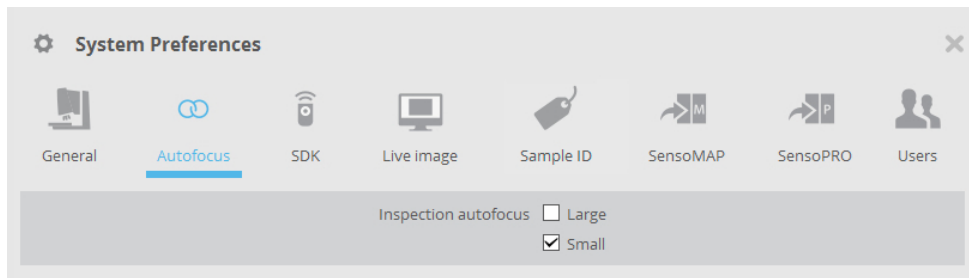 System Preferences
General Autofocus SDK Live image Sample ID SensoMAP SensoPRO Users
M P
Inspection autofocus Large
Small